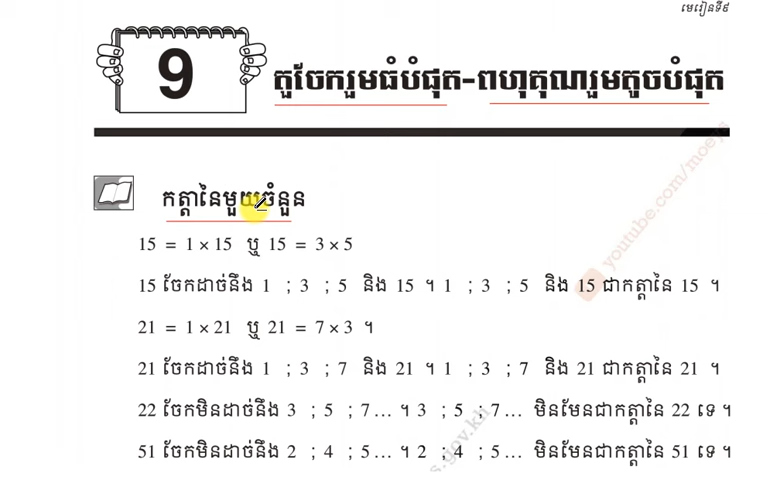 មេរៀនទី៩
9
តួចែករួមធំបំផុត-ពហុគុណរួមតូចបំផុត
កត្តានៃមួយចំនួន
15 = 1 × 15 ឬ 15 = 3 × 5
15 ចែកដាច់នឹង 1 ; 3 ; 5 និង 15 ។ 1 ; 3 ; 5 និង 15 ជាកត្តានៃ 15 ។
21 = 1 × 21 ឬ 21 = 7 × 3 ។
21 ចែកដាច់នឹង 1 ; 3 ; 7 និង 21 ។ 1 ; 3 ; 7 និង 21 ជាកត្តានៃ 21 ។
22 ចែកមិនដាច់នឹង 3 ; 5 ; 7... ។ 3 ; 5 ; 7... មិនមែនជាកត្តានៃ 22 ទេ ។
51 ចែកមិនដាច់នឹង 2 ; 4 ; 5... ។ 2 ; 4 ; 5... មិនមែនជាកត្តានៃ 51 ទេ ។
youtube.com/moeys
s.gov.kh